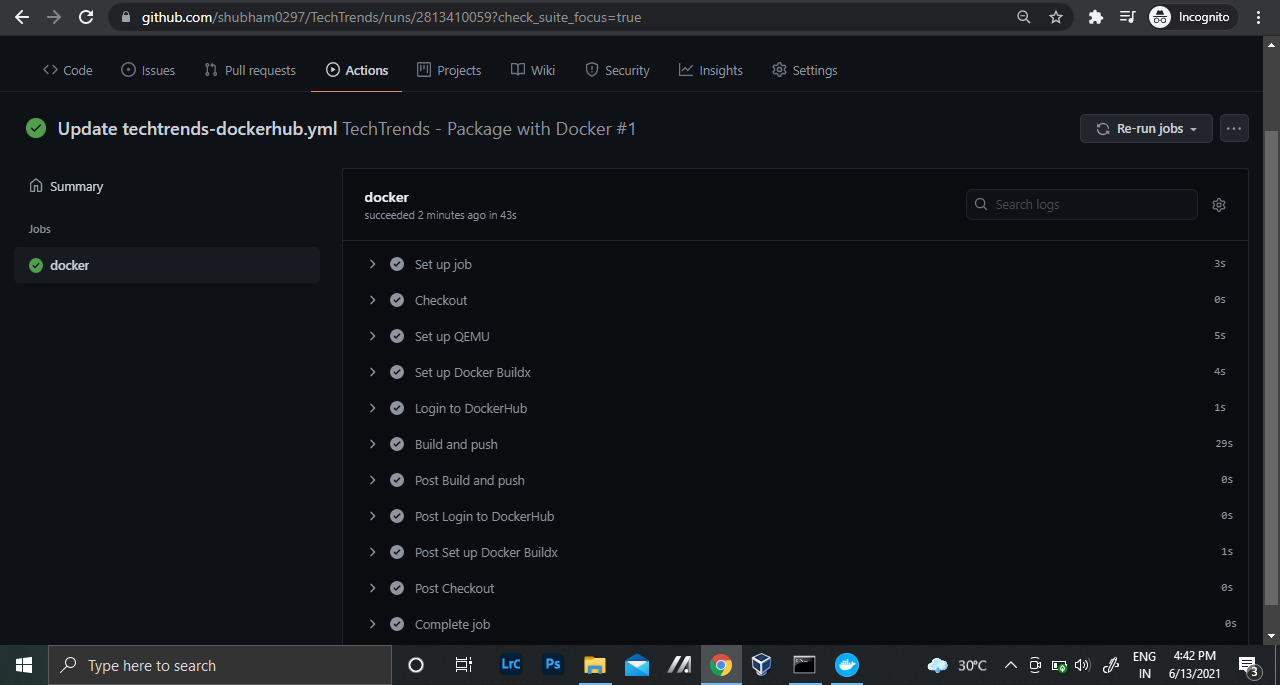 github.com/shubham0297/TechTrends/runs/2813410059?check_suite_focus=true
Incognito
Code
Issues
Pull requests
Actions
Projects
Wiki
Security
Insights
Settings
Update techtrends-dockerhub.yml TechTrends - Package with Docker #1
Re-run jobs
Summary
Jobs
docker
docker
succeeded 2 minutes ago in 43s
Search logs
Set up job 3s
Checkout 0s
Set up QEMU 5s
Set up Docker Buildx 4s
Login to DockerHub 1s
Build and push 29s
Post Build and push 0s
Post Login to DockerHub 0s
Post Set up Docker Buildx 1s
Post Checkout 0s
Complete job 0s
Type here to search
LrC
Ps
30°C
ENG
IN
4:42 PM
6/13/2021
3